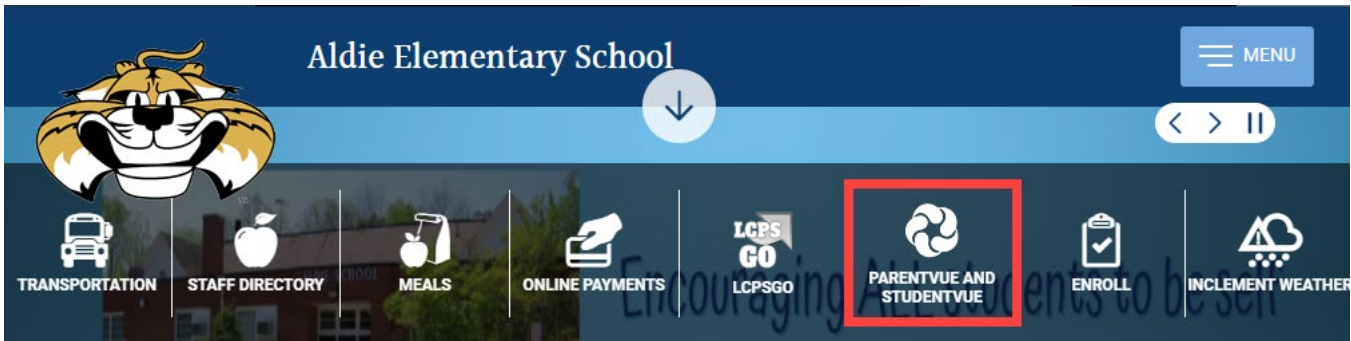 Aldie Elementary School
MENU
TRANSPORTATION
STAFF DIRECTORY
MEALS
ONLINE PAYMENTS
LCPS
GO
LCPSGO
PARENTVUE AND
STUDENTVUE
ENROLL
INCLEMENT WEATHER
Encouraging ALL students to be self